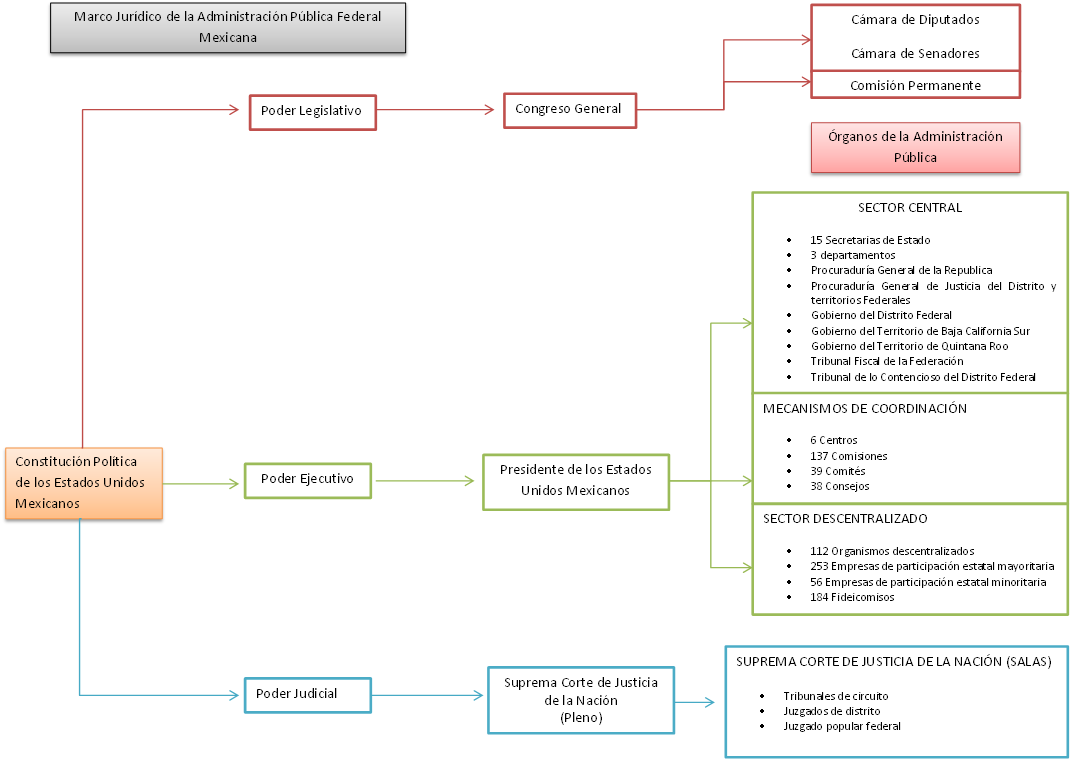 Marco Jurídico de la Administración Pública Federal
Mexicana
Cámara de Diputados
Cámara de Senadores
Comisión Permanente
Poder Legislativo
Congreso General
Órganos de la Administración
Pública
SECTOR CENTRAL
• 15 Secretarias de Estado
• 3 departamentos
• Procuraduría General de la Republica
• Procuraduría General de Justicia del Distrito y
territorios Federales
• Gobierno del Distrito Federal
• Gobierno del Territorio de Baja California Sur
• Gobierno del Territorio de Quintana Roo
• Tribunal Fiscal de la Federación
• Tribunal de lo Contencioso del Distrito Federal
MECANISMOS DE COORDINACIÓN
• 6 Centros
• 137 Comisiones
• 39 Comités
• 38 Consejos
Constitución Política
de los Estados Unidos
Mexicanos
Poder Ejecutivo
Presidente de los Estados
Unidos Mexicanos
SECTOR DESCENTRALIZADO
• 112 Organismos descentralizados
• 253 Empresas de participación estatal mayoritaria
• 56 Empresas de participación estatal minoritaria
• 184 Fideicomisos
Poder Judicial
Suprema Corte de Justicia
de la Nación
(Pleno)
SUPREMA CORTE DE JUSTICIA DE LA NACIÓN (SALAS)
• Tribunales de circuito
• Juzgados de distrito
• Juzgado popular federal